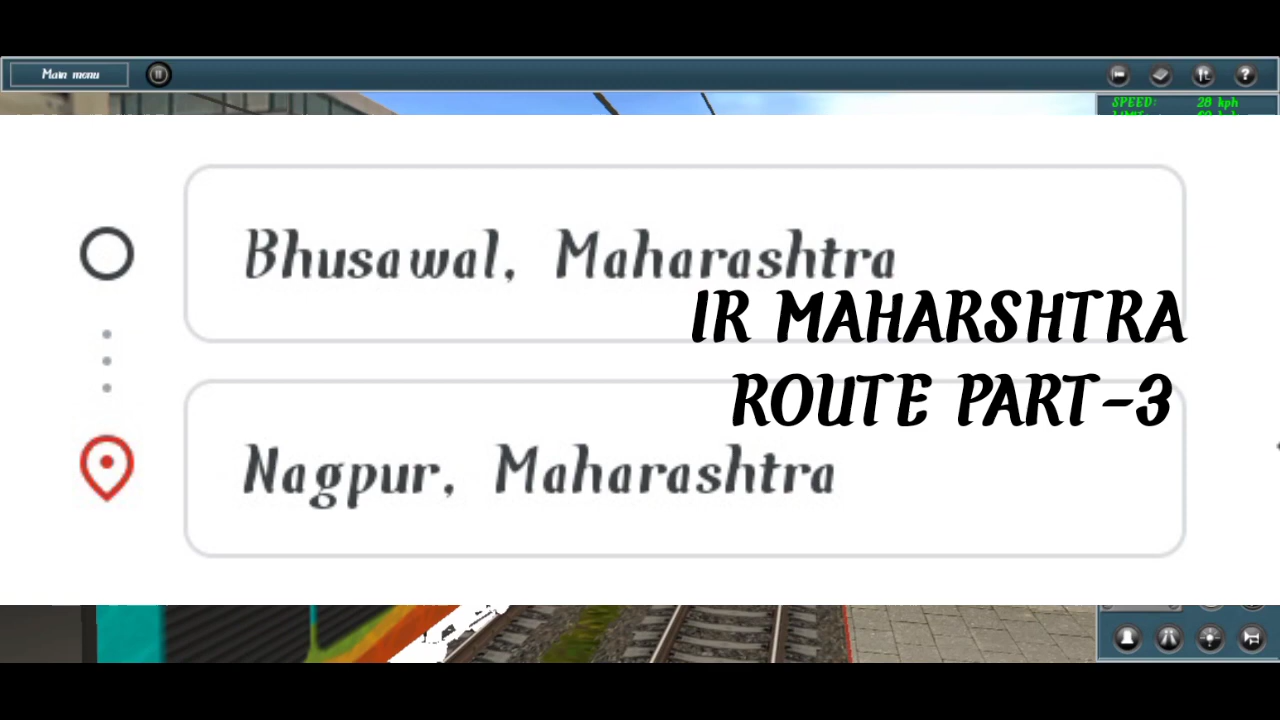 Main menu
?
SPEED: 28 kph
Bhusawal, Maharashtra
IR MAHARSHTRA
ROUTE PART-3
Nagpur, Maharashtra